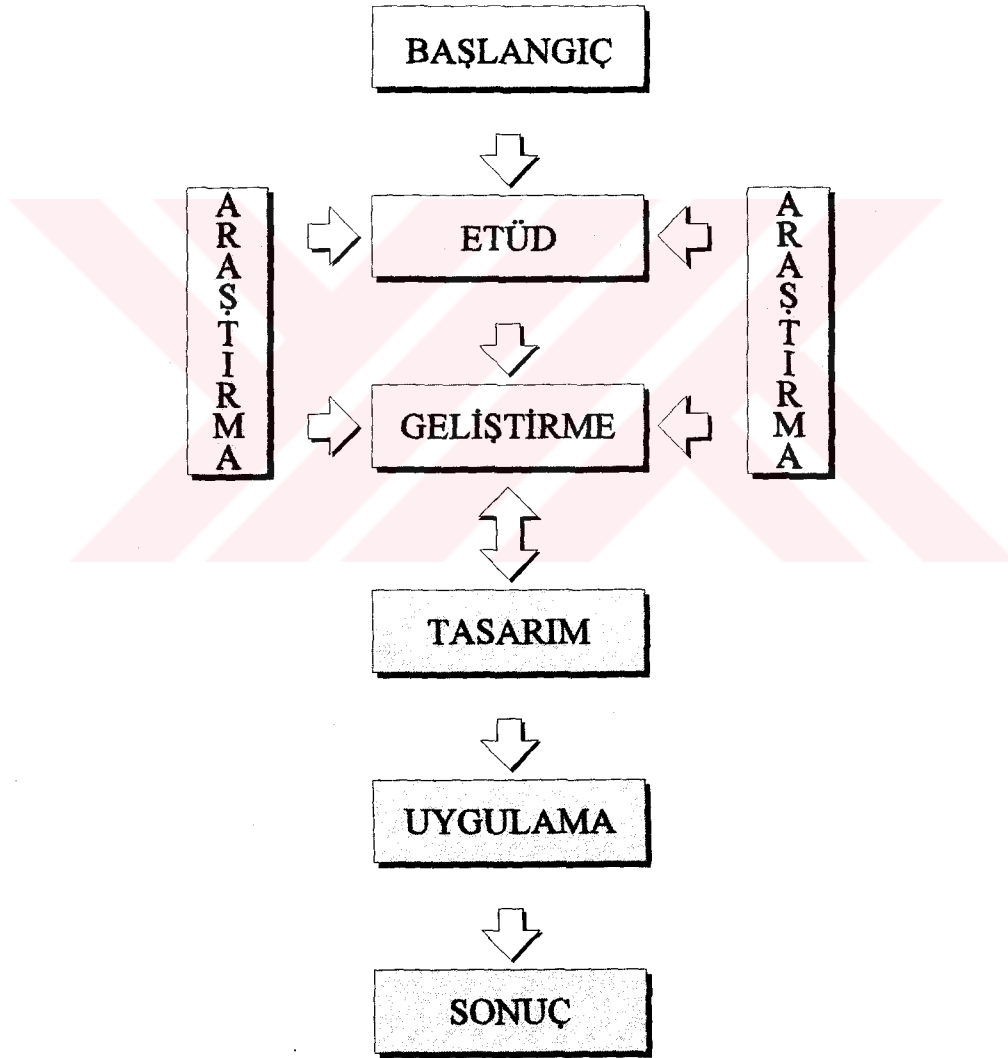 BAŞLANGIÇ
ARAŞTIRMA
ETÜD
ARAŞTIRMA
GELİŞTİRME
TASARIM
UYGULAMA
SONUÇ